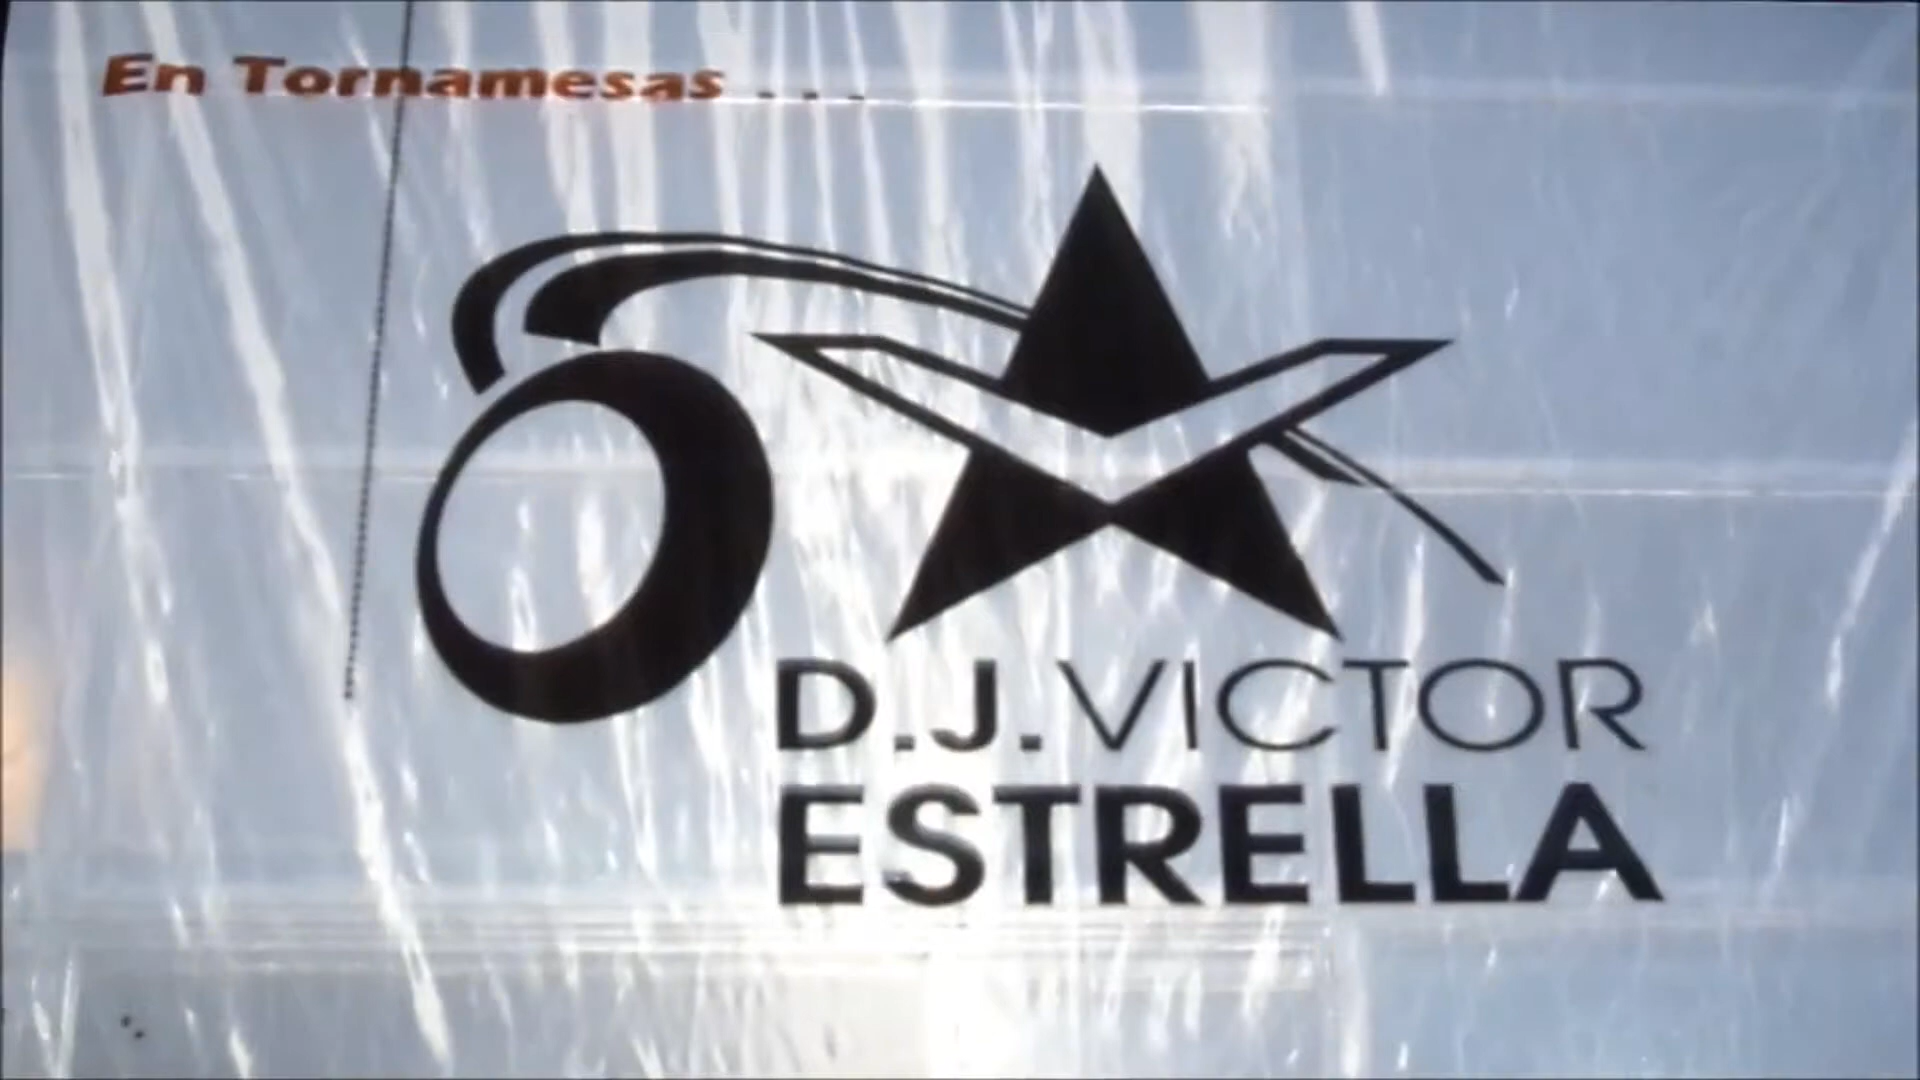 En Tornamesas . . .
D.J. VICTOR
ESTRELLA